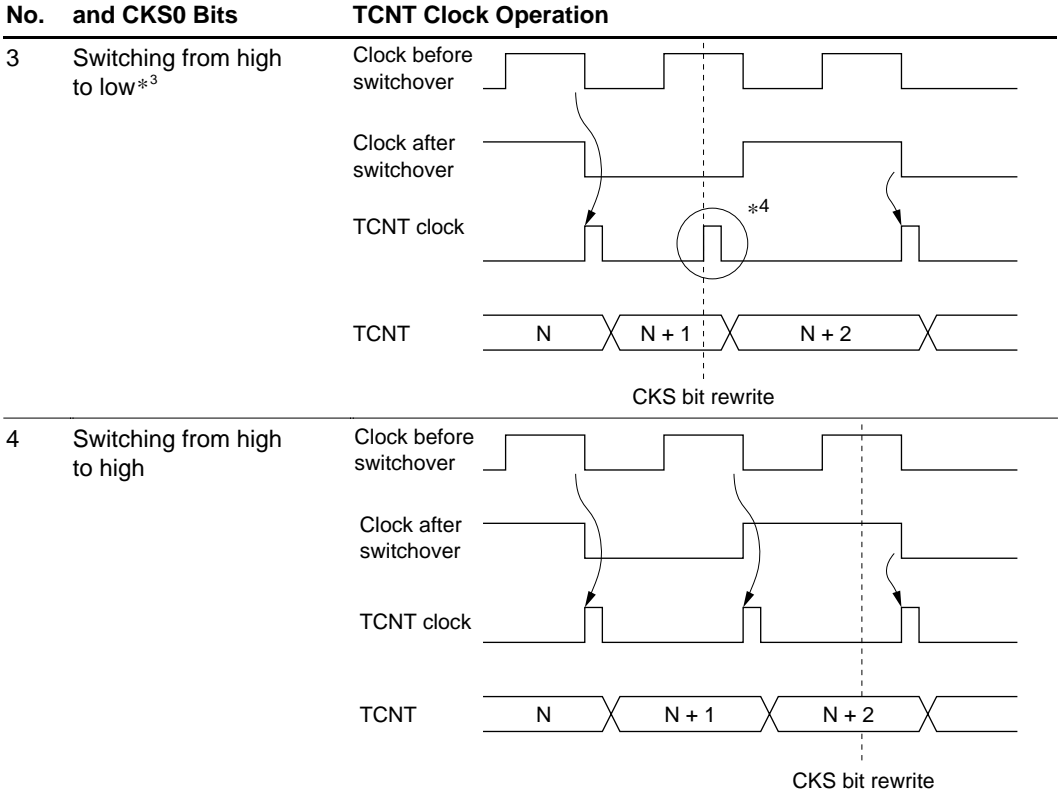 No. and CKS0 Bits TCNT Clock Operation
3 Switching from high
to low*3
Clock before
switchover
Clock after
switchover
TCNT clock
*4
TCNT
N N + 1 N + 2
CKS bit rewrite
4 Switching from high
to high
Clock before
switchover
Clock after
switchover
TCNT clock
TCNT
N N + 1 N + 2
CKS bit rewrite